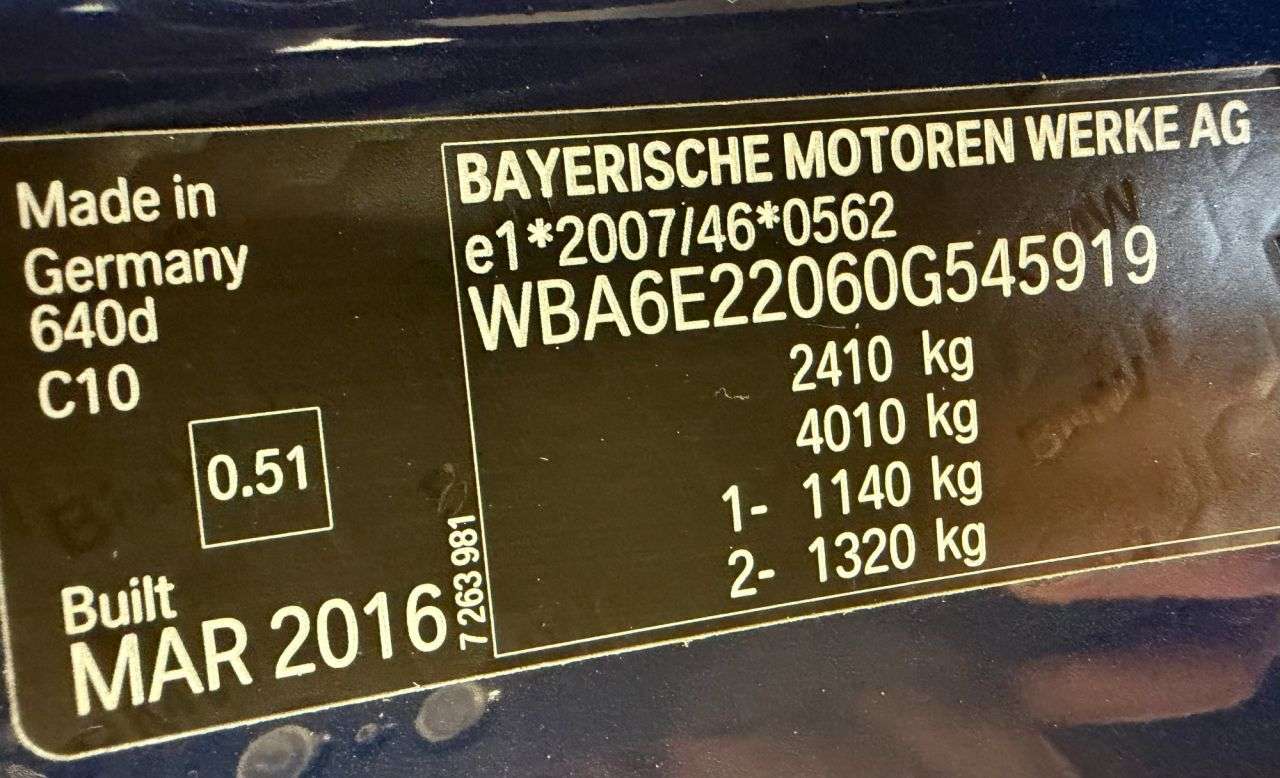 Made in
Germany
640d
C10
0.51
Built
MAR 2016
7 263 981
BAYERISCHE MOTOREN WERKE AG
e1*2007/46*0562
WBA6E22060G545919
2410 kg
4010 kg
1- 1140 kg
2- 1320 kg